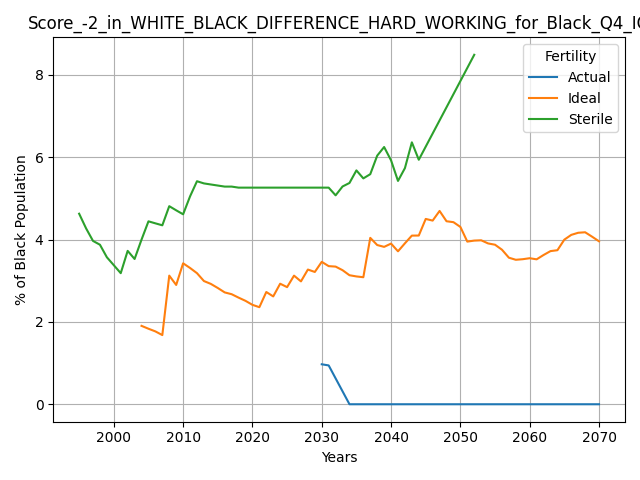 Score_-2_in_WHITE_BLACK_DIFFERENCE_HARD_WORKING_for_Black_Q4_IQ
Fertility
Actual
Ideal
Sterile
% of Black Population
8
6
4
2
0
2000 2010 2020 2030 2040 2050 2060 2070
Years